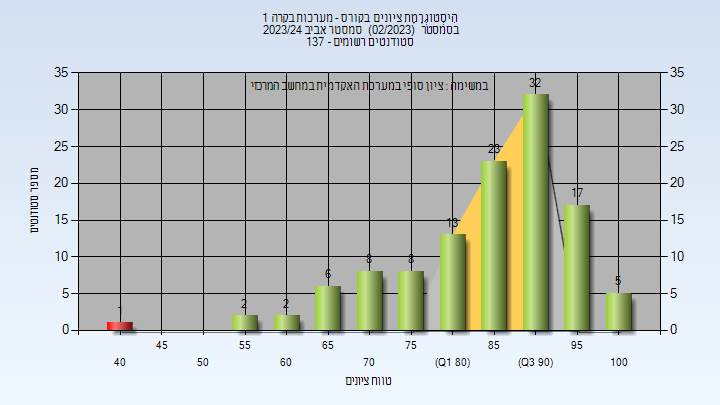 היסטוגרמת ציונים בקורס - מערכות בקרה 1
בסמסטר (02/2023) סמסטר אביב 2023/24
סטודנטים רשומים - 137
במשימה : ציון סופי במערכת האקדמית במחשב המרכזי
מספר סטודנטים
35 35
30 30
25 25
20 20
15 15
10 10
5 5
0 0
1 2 2 6 8 8 13 23 32 17 5
45 55 65 75 85 95
40 50 60 70 (Q1 80) (Q3 90) 100
טווח ציונים